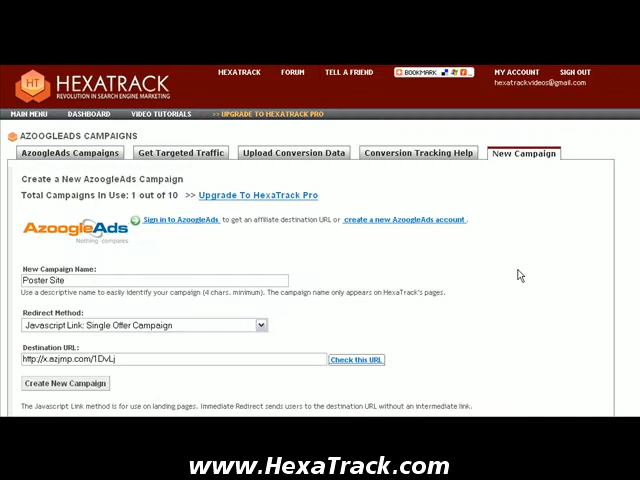 HEXATRACK FORUM TELL A FRIEND BOOKMARK MY ACCOUNT SIGN OUT
HT HEXATRACK hexatrackvideos@gmail.com
REVOLUTION IN SEARCH ENGINE MARKETING
MAIN MENU DASHBOARD VIDEO TUTORIALS >> UPGRADE TO HEXATRACK PRO
AZOOGLEADS CAMPAIGNS
AzoogleAds Campaigns Get Targeted Traffic Upload Conversion Data Conversion Tracking Help New Campaign
Create a New AzoogleAds Campaign
Total Campaigns In Use: 1 out of 10 >> Upgrade To HexaTrack Pro
AzoogleAds Sign in to AzoogleAds to get an affiliate destination URL or create a new AzoogleAds account.
Nothing compares
New Campaign Name:
Poster Site
Use a descriptive name to easily identify your campaign (4 chars. minimum). The campaign name only appears on HexaTrack's pages.
Redirect Method:
Javascript Link: Single Offer Campaign
Destination URL:
http://x.azjmp.com/1DvLj Check this URL
Create New Campaign
The Javascript Link method is for use on landing pages. Immediate Redirect sends users to the destination URL without an intermediate link.
www.HexaTrack.com